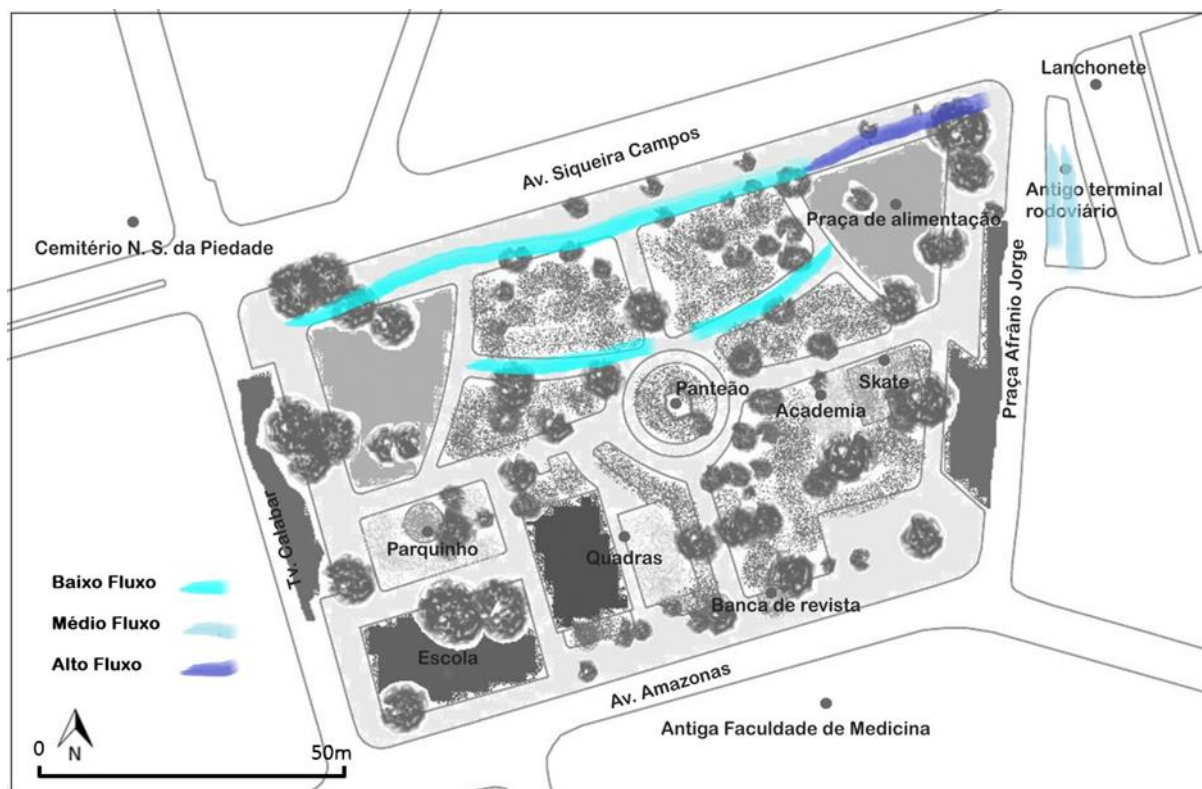 Lanchonete
Av. Siqueira Campos
Antigo terminal
rodoviário
Praça de alimentação
Cemitério N. S. da Piedade
Praça Afrânio Jorge
Skate
Panteão
Academia
Tv. Calabar
Parquinho
Quadras
Baixo Fluxo
Banca de revista
Médio Fluxo
Escola
Alto Fluxo
Av. Amazonas
Antiga Faculdade de Medicina
N
0 50m